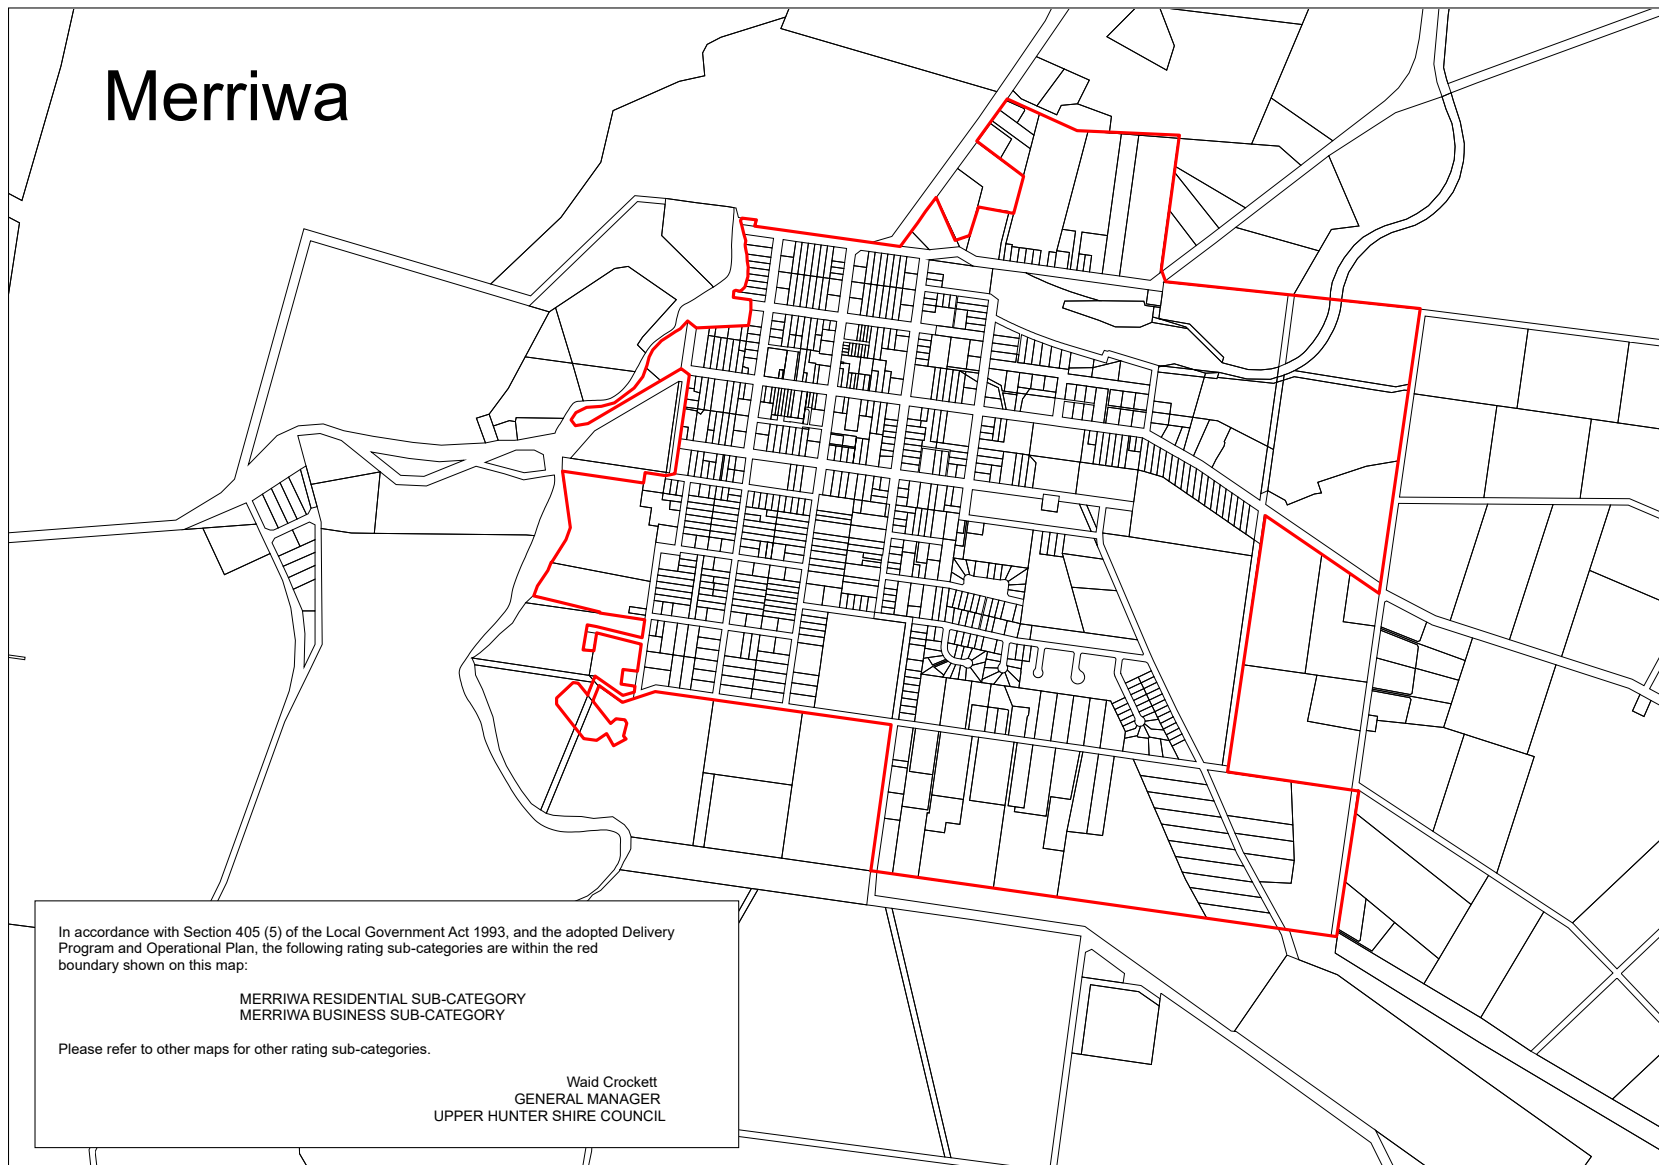 Merriwa
In accordance with Section 405 (5) of the Local Government Act 1993, and the adopted Delivery
Program and Operational Plan, the following rating sub-categories are within the red
boundary shown on this map:
MERRIWA RESIDENTIAL SUB-CATEGORY
MERRIWA BUSINESS SUB-CATEGORY
Please refer to other maps for other rating sub-categories.
Waid Crockett
GENERAL MANAGER
UPPER HUNTER SHIRE COUNCIL